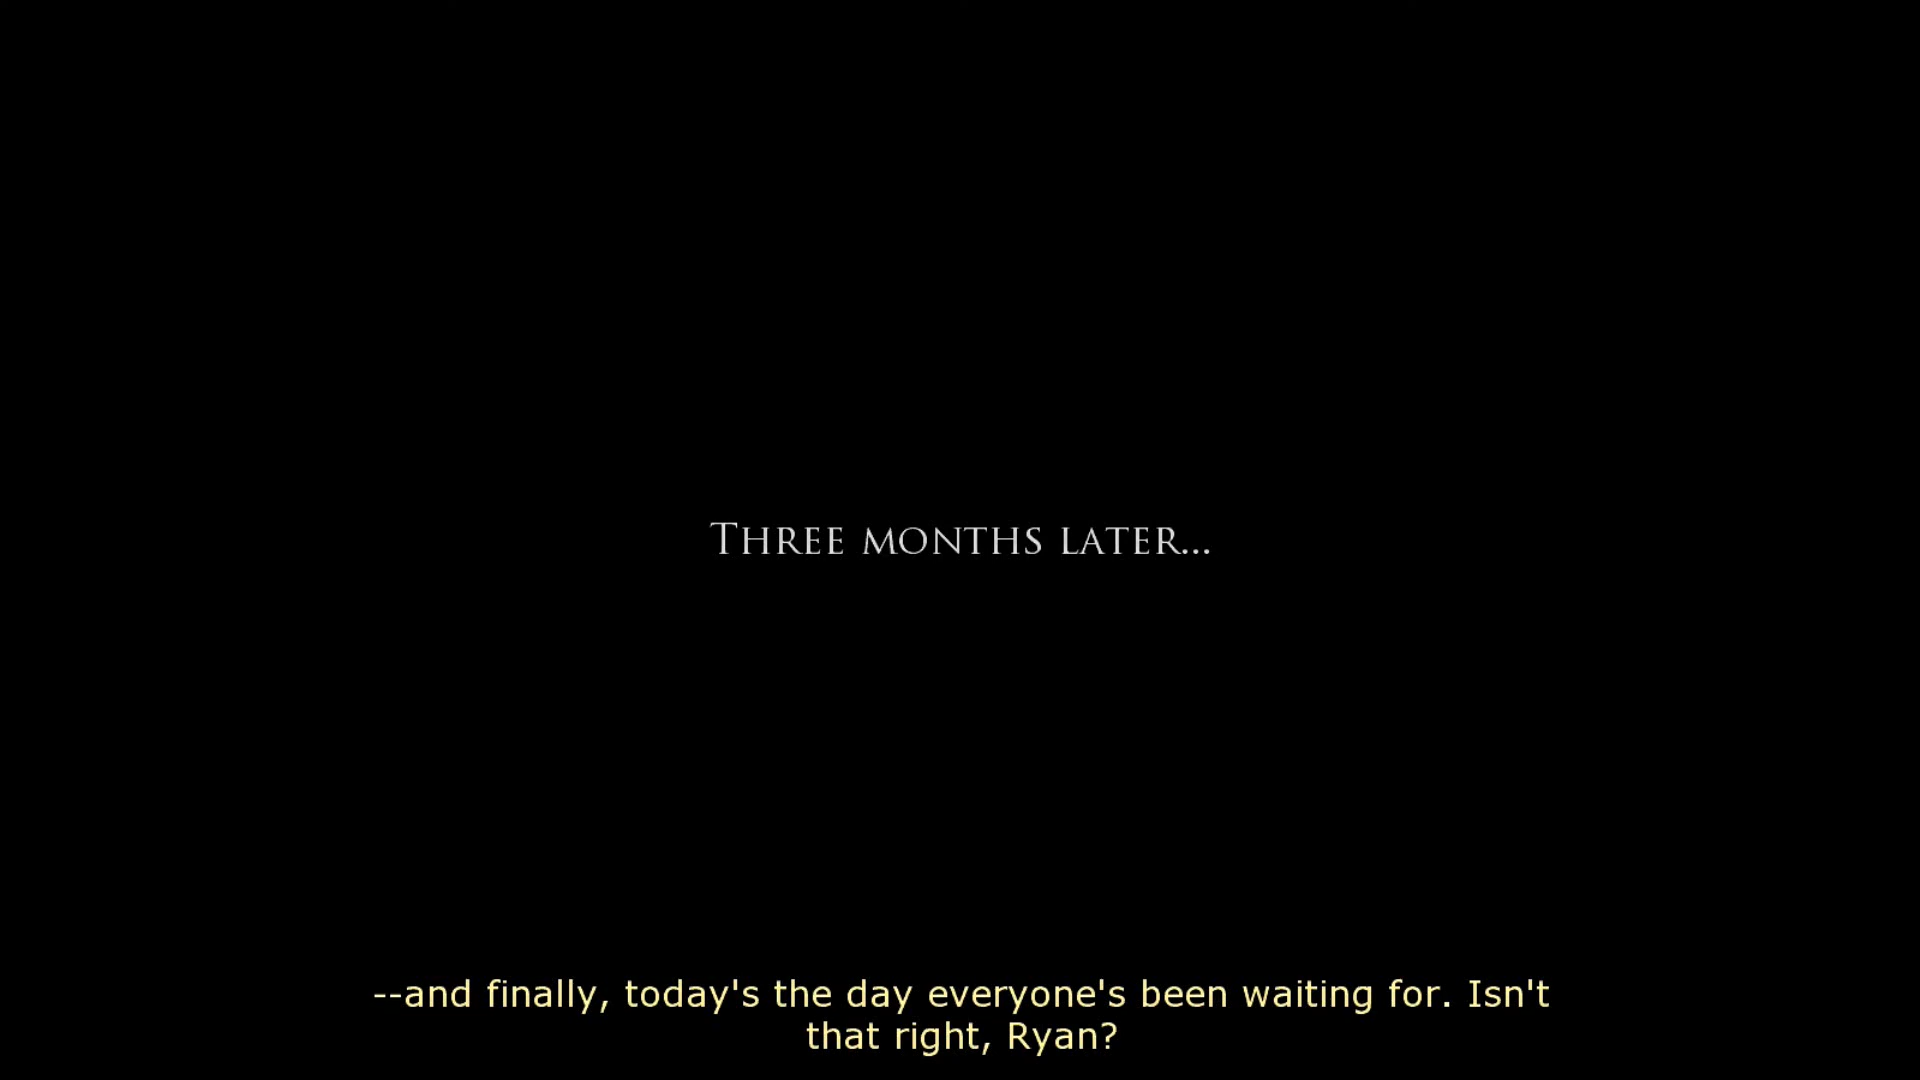 Three months later...
--and finally, today's the day everyone's been waiting for. Isn't
that right, Ryan?